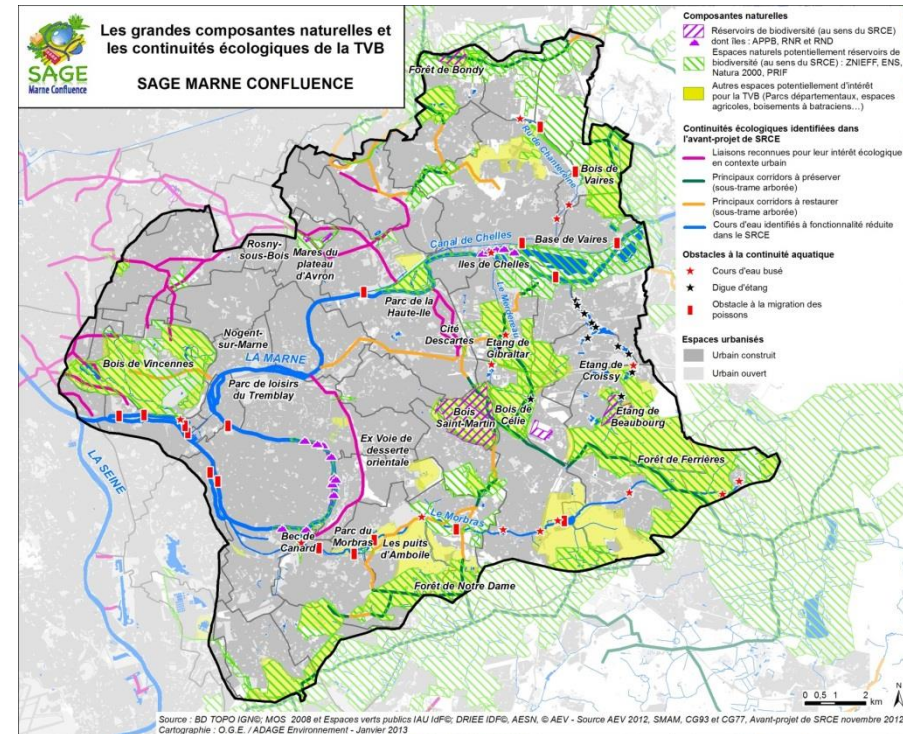 SAGE
Marne Confluence
Les grandes composantes naturelles et
les continuités écologiques de la TVB
SAGE MARNE CONFLUENCE
Composantes naturelles
Réservoirs de biodiversité (au sens du SRCE)
dont îles : APPB, RNR et RND
Espaces naturels potentiellement réservoirs de
biodiversité (au sens du SRCE) : ZNIEFF, ENS,
Natura 2000, PRIF
Autres espaces potentiellement d'intérêt
pour la TVB (Parcs départementaux, espaces
agricoles, boisements à batraciens…)
Continuités écologiques identifiées dans
l'avant-projet de SRCE
Liaisons reconnues pour leur intérêt écologique
en contexte urbain
Principaux corridors à préserver
(sous-trame arborée)
Principaux corridors à restaurer
(sous-trame arborée)
Cours d'eau identifiés à fonctionnalité réduite
dans le SRCE
Obstacles à la continuité aquatique
Cours d'eau busé
Digue d'étang
Obstacle à la migration des
poissons
Espaces urbanisés
Urbain construit
Urbain ouvert
Forêt de Bondy
Ru de Chantereine
Bois de
Vaires
Canal de Chelles
Base de Vaires
Rosny-
sous-Bois
Mares du
plateau
d'Avron
Iles de Chelles
Parc de la
Haute-Ile
Le Merdereau
Cité
Descartes
Nogent-
sur-Marne
LA MARNE
Etang de
Gibraltar
Bois de Vincennes
Parc de loisirs
du Tremblay
Etang de
Croissy
Bois
Saint-Martin
Bois de
Célie
Etang de
Beaubourg
Ex Voie de
desserte
orientale
LA SEINE
Forêt de Ferrières
Le Morbras
Bec de
Canard
Parc du
Morbras
Les puits
d'Amboile
Forêt de Notre Dame
0 0,5 1 2
km
N
Source : BD TOPO IGN©; MOS 2008 et Espaces verts publics IAU IdF©; DRIEE IDF©, AESN, © AEV - Source AEV 2012, SMAM, CG93 et CG77, Avant-projet de SRCE novembre 2012
Cartographie : O.G.E. / ADAGE Environnement - Janvier 2013